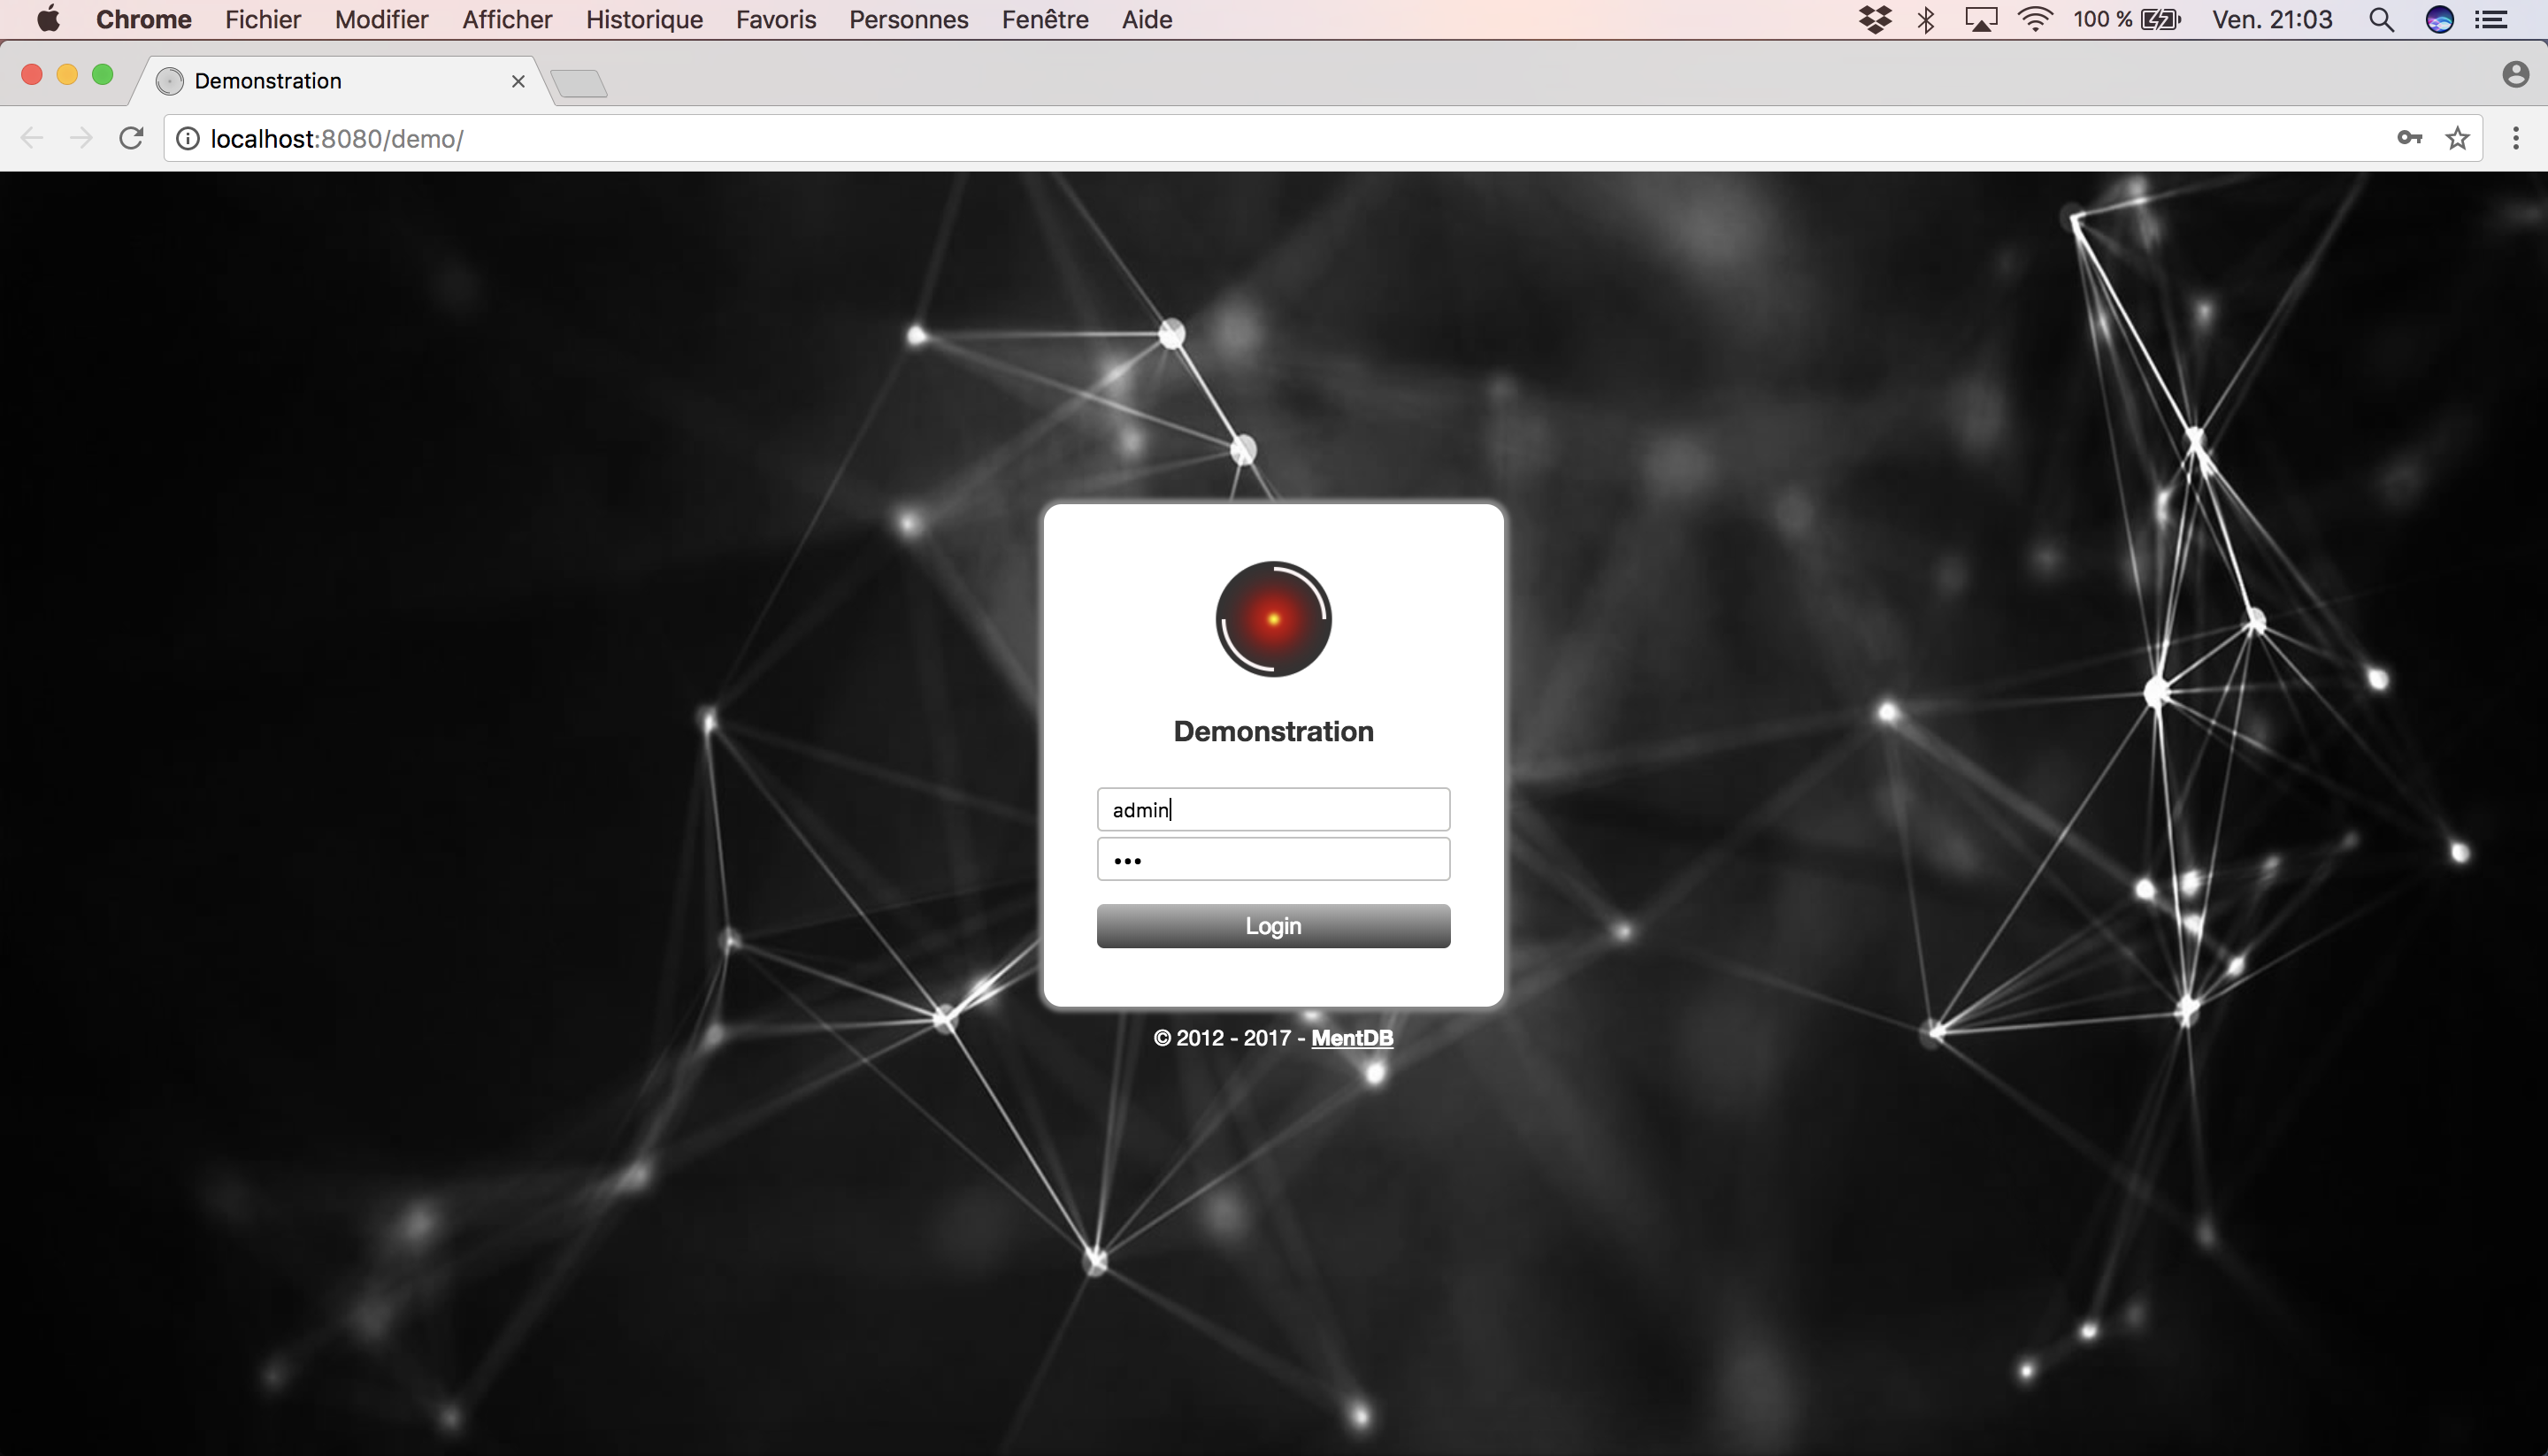 Chrome Fichier Modifier Afficher Historique Favoris Personnes Fenêtre Aide 100 % Ven. 21:03
Demonstration
localhost:8080/demo/
Demonstration
admin
•••
Login
© 2012 - 2017 - MentDB